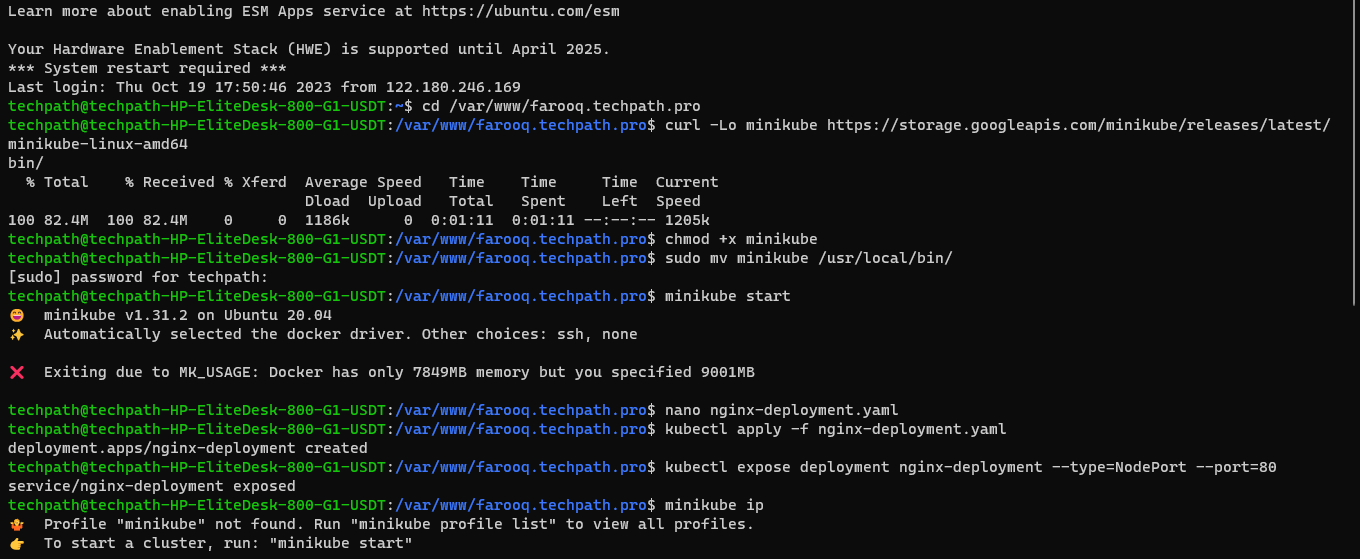 Learn more about enabling ESM Apps service at https://ubuntu.com/esm
Your Hardware Enablement Stack (HWE) is supported until April 2025.
*** System restart required ***
Last login: Thu Oct 19 17:50:46 2023 from 122.180.246.169
techpath@techpath-HP-EliteDesk-800-G1-USDT:~$ cd /var/www/farooq.techpath.pro
techpath@techpath-HP-EliteDesk-800-G1-USDT:/var/www/farooq.techpath.pro$ curl -Lo minikube https://storage.googleapis.com/minikube/releases/latest/
minikube-linux-amd64
bin/
  % Total    % Received % Xferd  Average Speed   Time    Time     Time  Current
                                 Dload  Upload   Total   Spent    Left  Speed
100 82.4M  100 82.4M    0     0  1186k      0  0:01:11  0:01:11 --:--:-- 1205k
techpath@techpath-HP-EliteDesk-800-G1-USDT:/var/www/farooq.techpath.pro$ chmod +x minikube
techpath@techpath-HP-EliteDesk-800-G1-USDT:/var/www/farooq.techpath.pro$ sudo mv minikube /usr/local/bin/
[sudo] password for techpath:
techpath@techpath-HP-EliteDesk-800-G1-USDT:/var/www/farooq.techpath.pro$ minikube start
😄  minikube v1.31.2 on Ubuntu 20.04
✨  Automatically selected the docker driver. Other choices: ssh, none
❌  Exiting due to MK_USAGE: Docker has only 7849MB memory but you specified 9001MB
techpath@techpath-HP-EliteDesk-800-G1-USDT:/var/www/farooq.techpath.pro$ nano nginx-deployment.yaml
techpath@techpath-HP-EliteDesk-800-G1-USDT:/var/www/farooq.techpath.pro$ kubectl apply -f nginx-deployment.yaml
deployment.apps/nginx-deployment created
techpath@techpath-HP-EliteDesk-800-G1-USDT:/var/www/farooq.techpath.pro$ kubectl expose deployment nginx-deployment --type=NodePort --port=80
service/nginx-deployment exposed
techpath@techpath-HP-EliteDesk-800-G1-USDT:/var/www/farooq.techpath.pro$ minikube ip
🤷  Profile "minikube" not found. Run "minikube profile list" to view all profiles.
👉  To start a cluster, run: "minikube start"